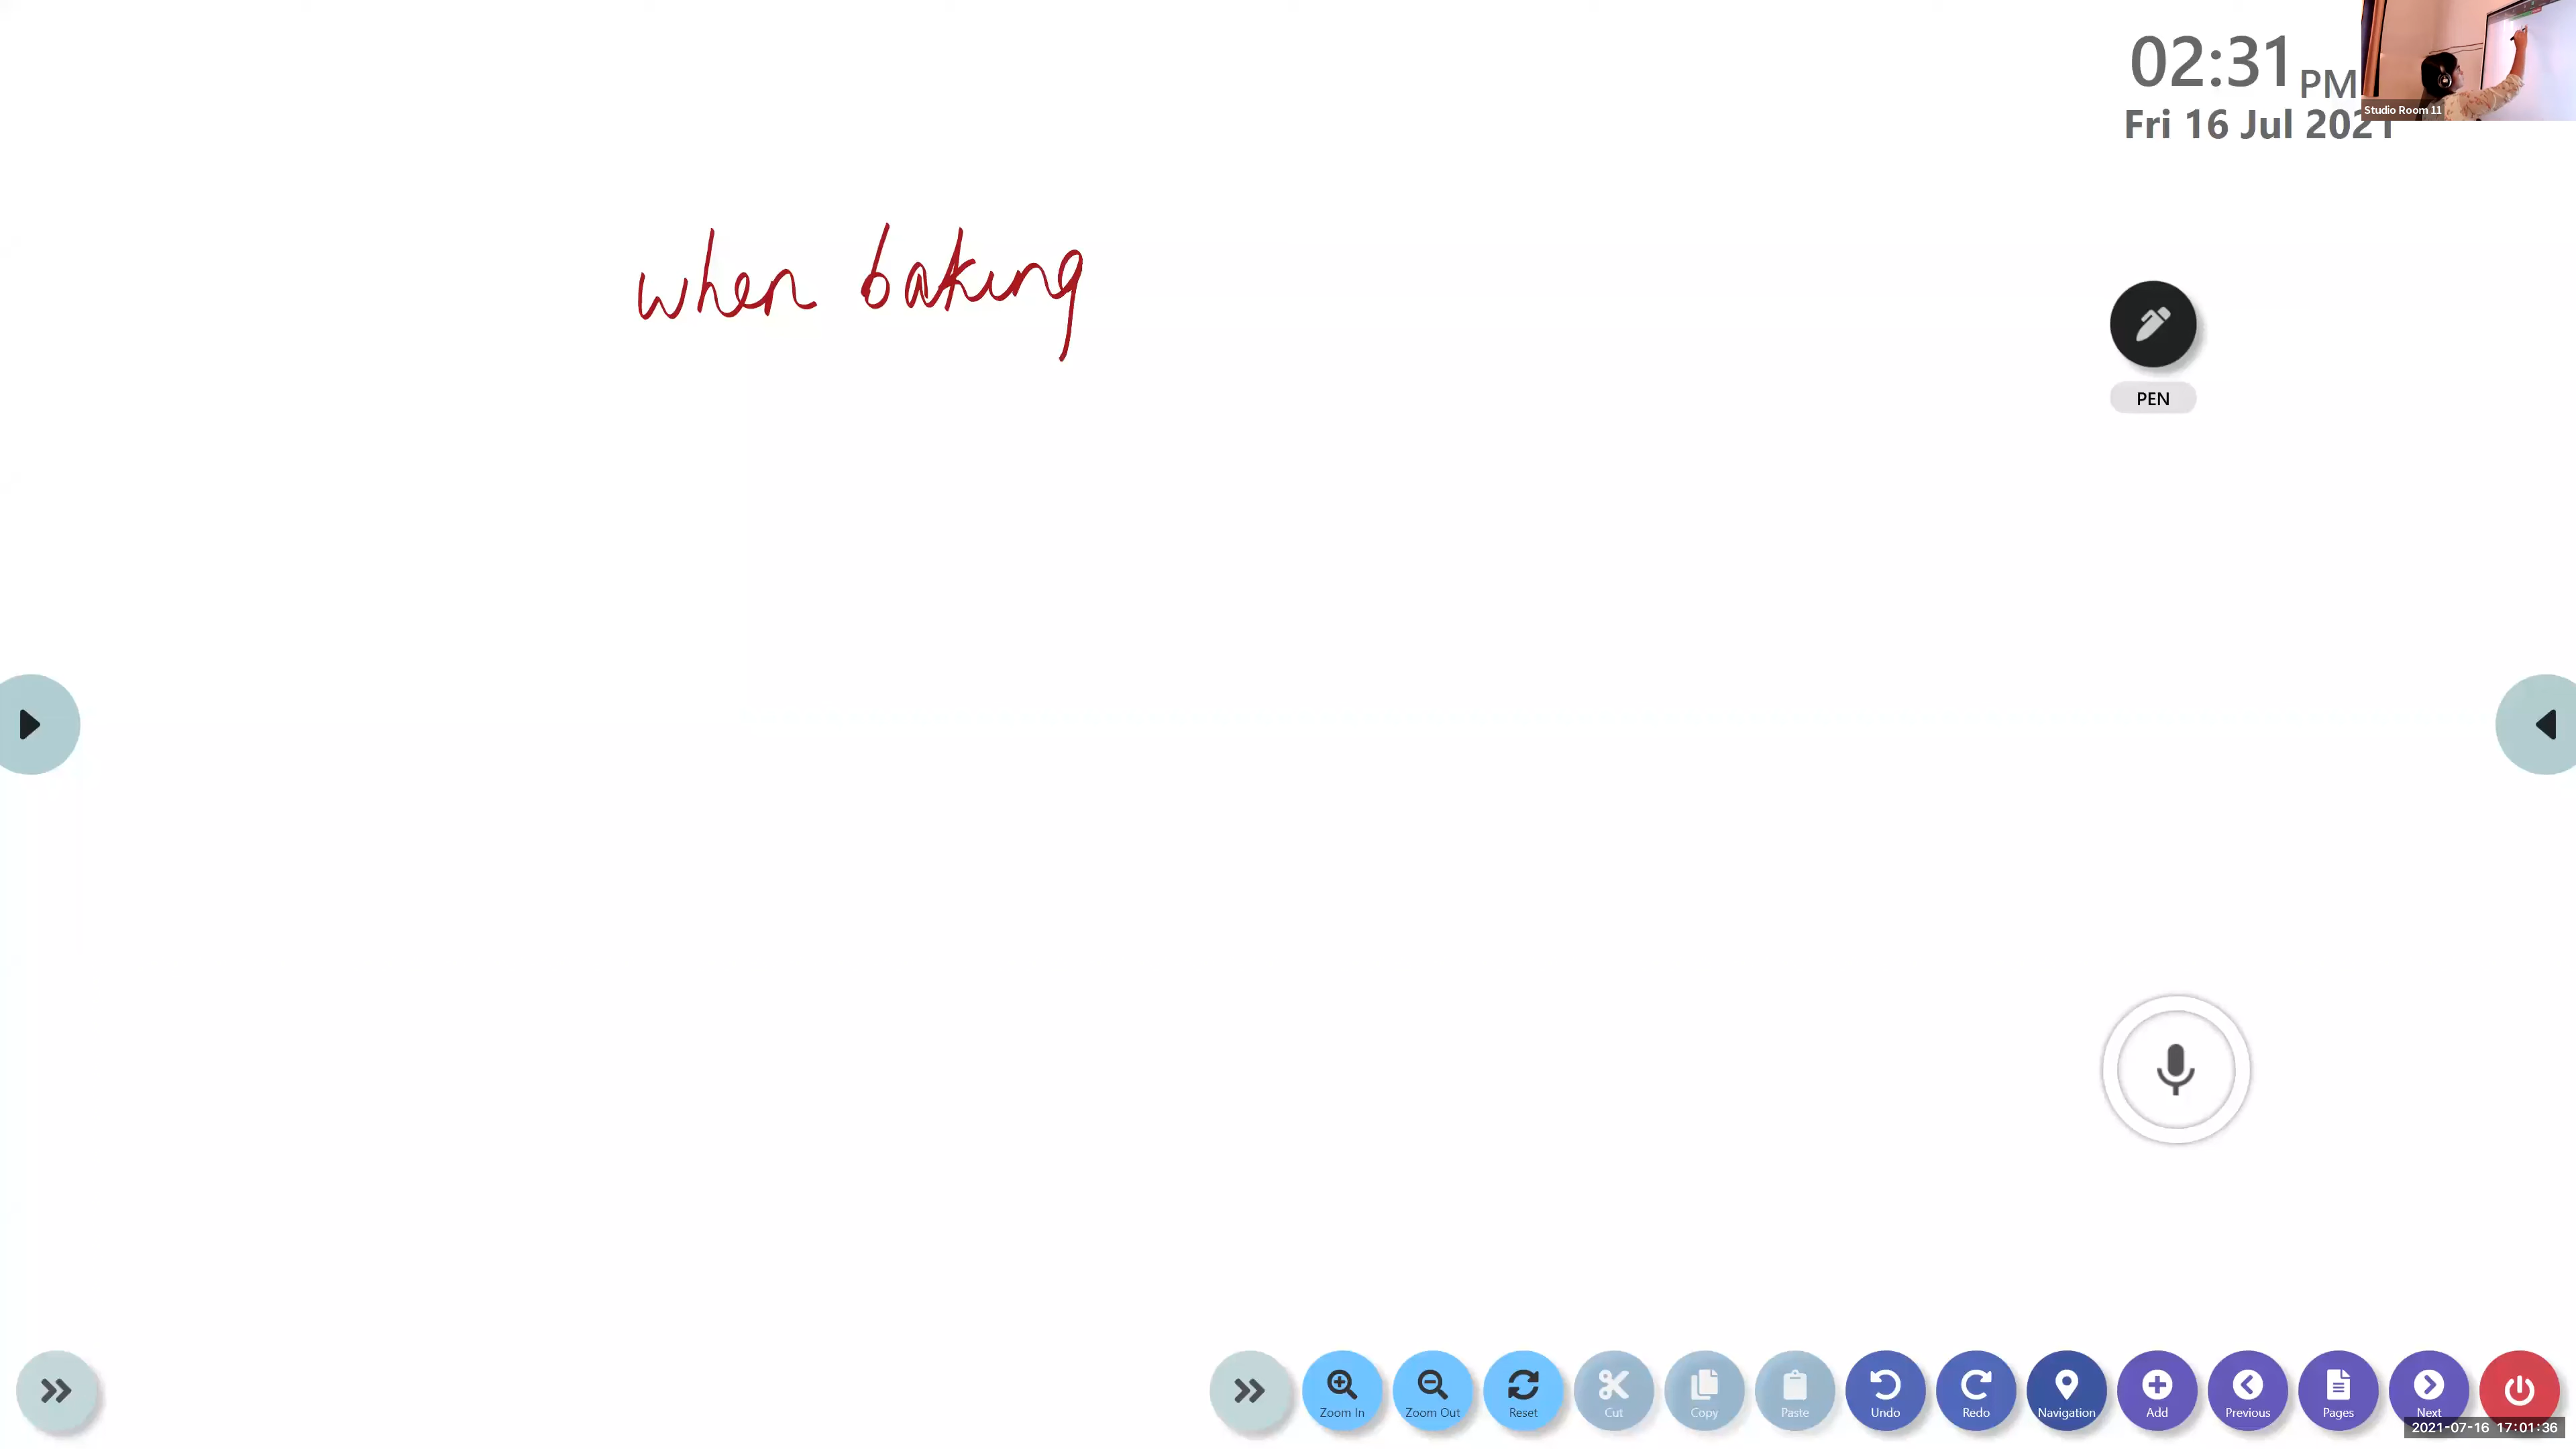 02:31 PM
Studio Room 11
Fri 16 Jul 2021
when baking
PEN
Zoom In
Zoom Out
Reset
Cut
Copy
Paste
Undo
Redo
Navigation
Add
Previous
Pages
Next
2021-07-16 17:01:36